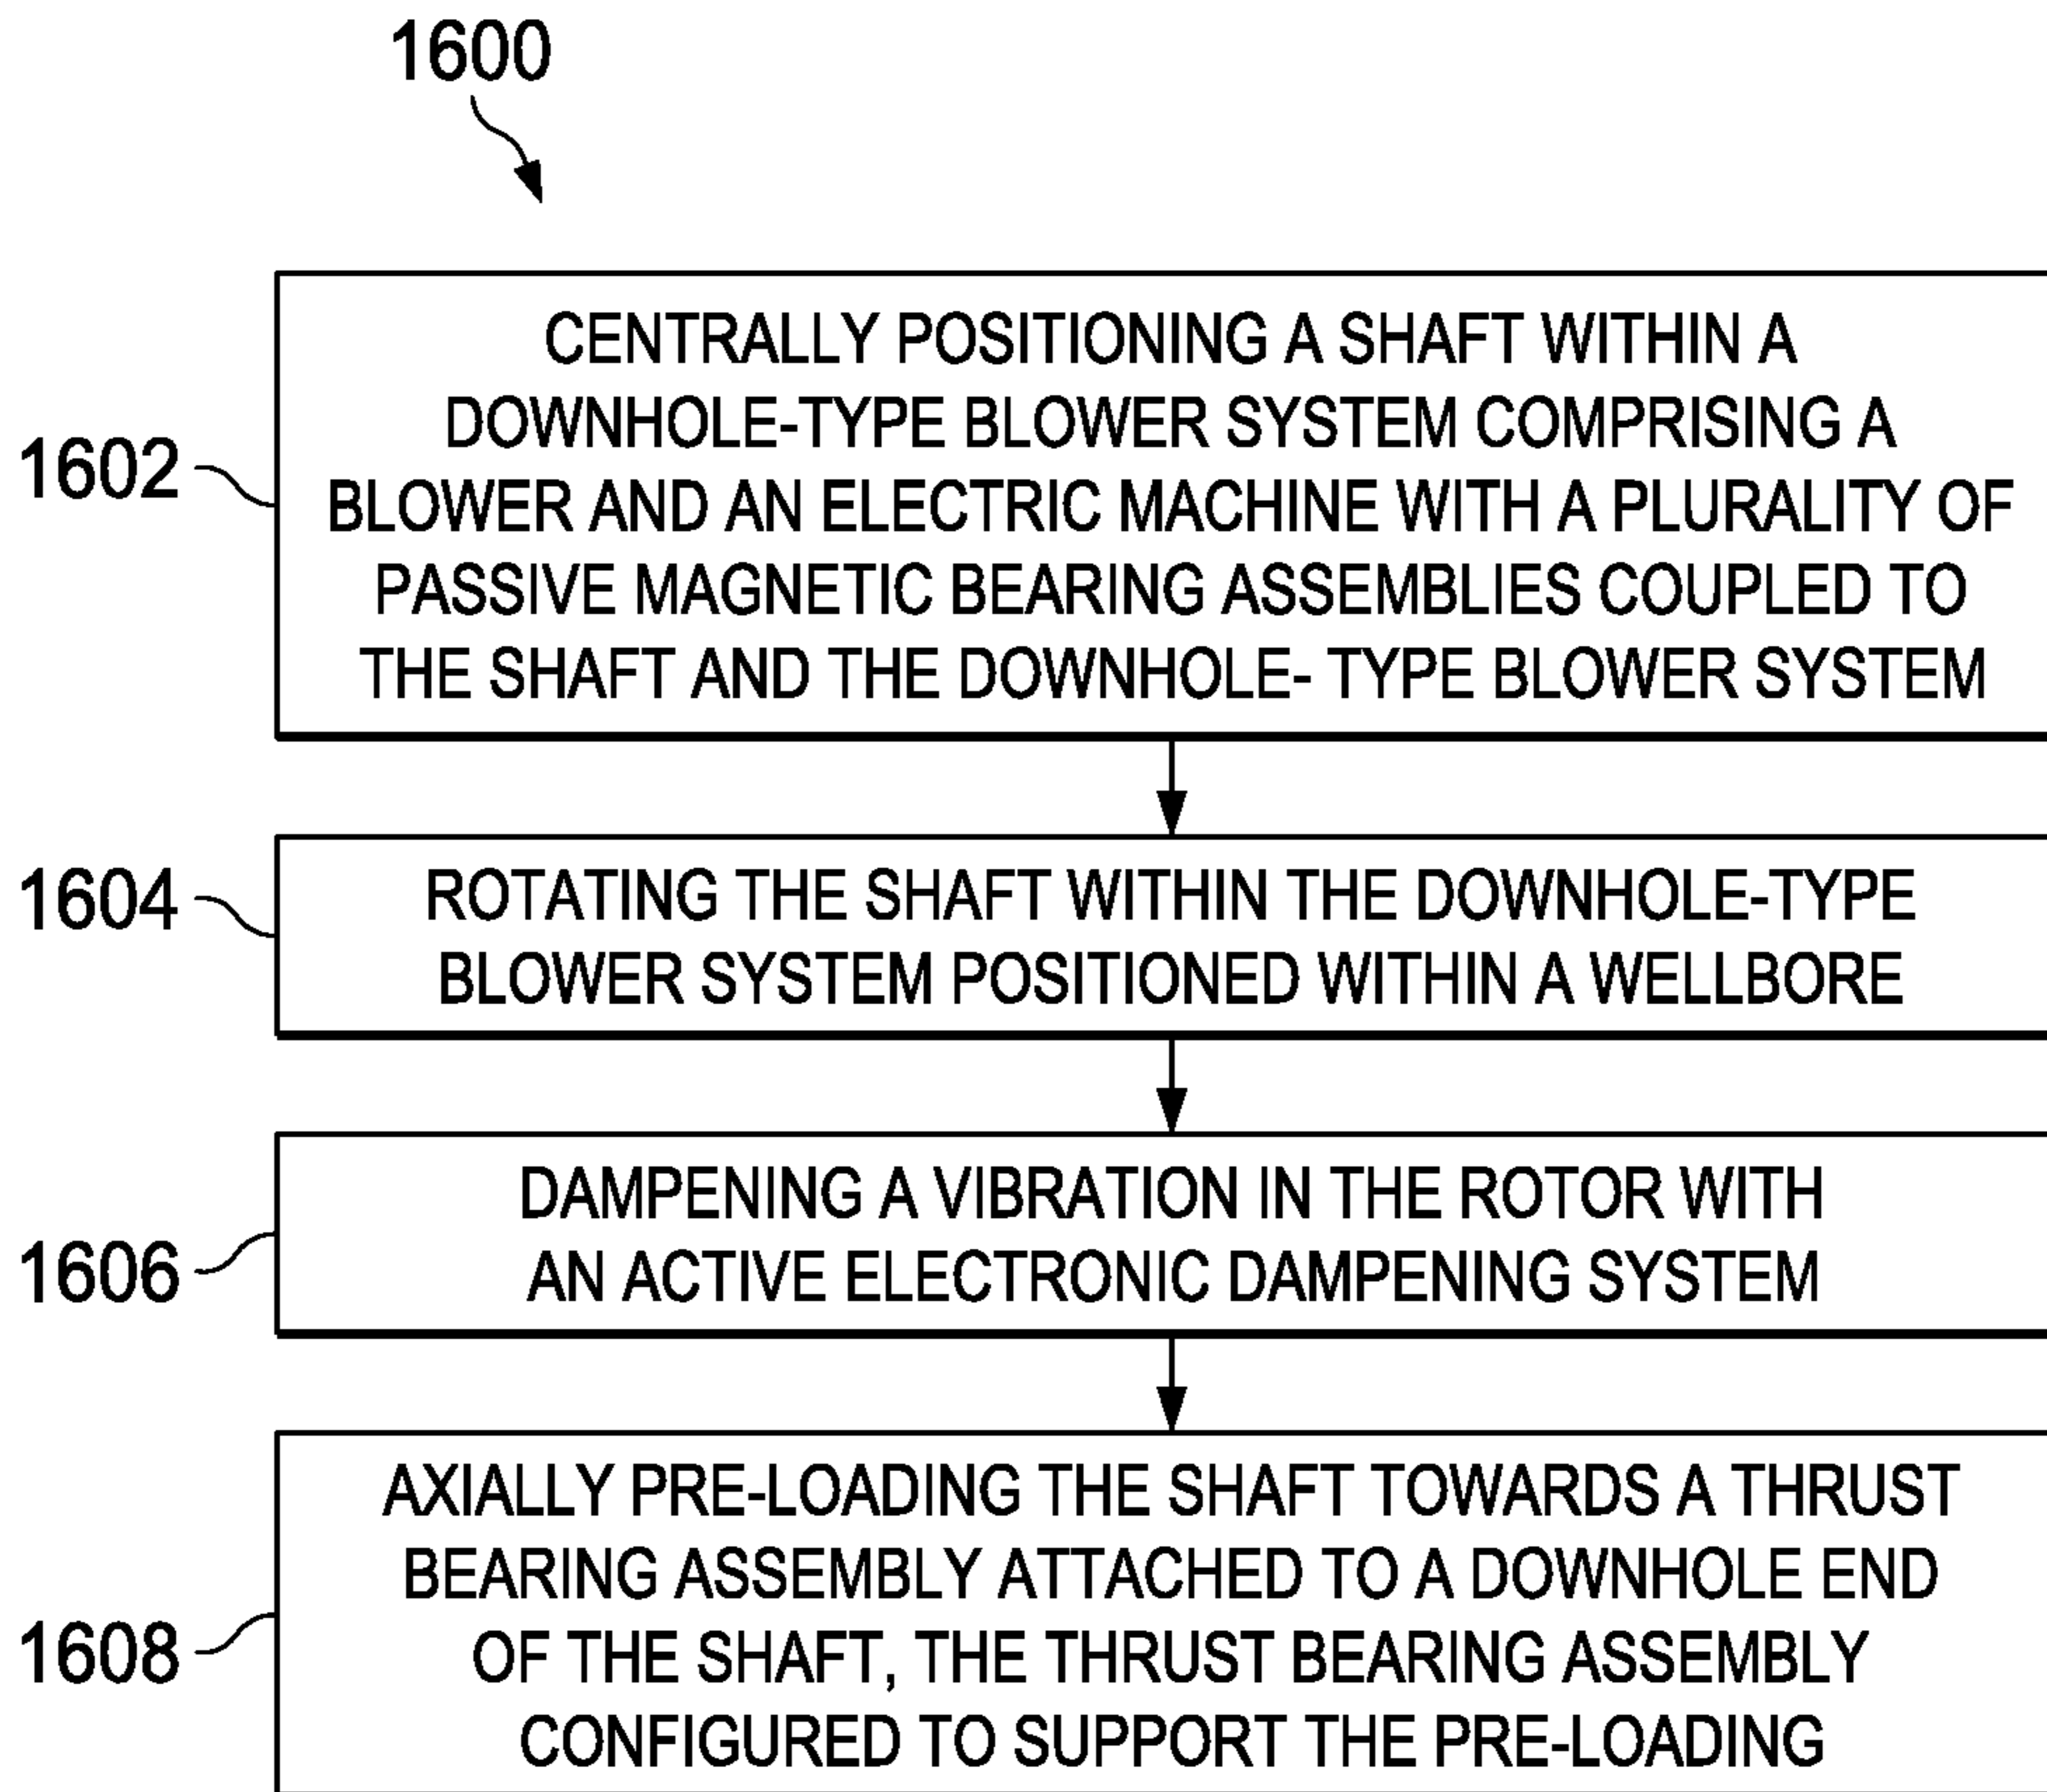 1600
CENTRALLY POSITIONING A SHAFT WITHIN A
DOWNHOLE-TYPE BLOWER SYSTEM COMPRISING A
1602
BLOWER AND AN ELECTRIC MACHINE WITH A PLURALITY OF
PASSIVE MAGNETIC BEARING ASSEMBLIES COUPLED TO
THE SHAFT AND THE DOWNHOLE- TYPE BLOWER SYSTEM
1604
ROTATING THE SHAFT WITHIN THE DOWNHOLE-TYPE
BLOWER SYSTEM POSITIONED WITHIN A WELLBORE
DAMPENING A VIBRATION IN THE ROTOR WITH
1606
AN ACTIVE ELECTRONIC DAMPENING SYSTEM
AXIALLY PRE-LOADING THE SHAFT TOWARDS A THRUST
BEARING ASSEMBLY ATTACHED TO A DOWNHOLE END
1608
OF THE SHAFT, THE THRUST BEARING ASSEMBLY
CONFIGURED TO SUPPORT THE PRE-LOADING